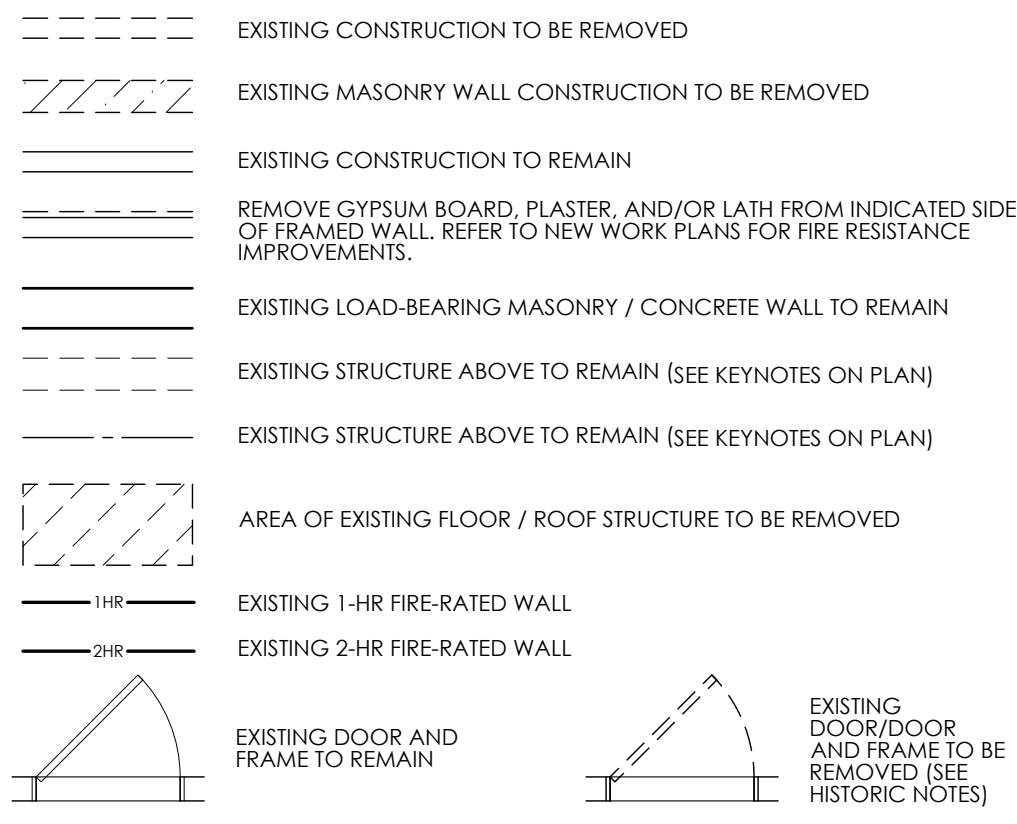 EXISTING CONSTRUCTION TO BE REMOVED
EXISTING MASONRY WALL CONSTRUCTION TO BE REMOVED
EXISTING CONSTRUCTION TO REMAIN
REMOVE GYPSUM BOARD, PLASTER, AND/OR LATH FROM INDICATED SIDE
OF FRAMED WALL. REFER TO NEW WORK PLANS FOR FIRE RESISTANCE
IMPROVEMENTS.
EXISTING LOAD-BEARING MASONRY / CONCRETE WALL TO REMAIN
EXISTING STRUCTURE ABOVE TO REMAIN (SEE KEYNOTES ON PLAN)
EXISTING STRUCTURE ABOVE TO REMAIN (SEE KEYNOTES ON PLAN)
AREA OF EXISTING FLOOR / ROOF STRUCTURE TO BE REMOVED
1HR EXISTING 1-HR FIRE-RATED WALL
2HR EXISTING 2-HR FIRE-RATED WALL
EXISTING DOOR AND
FRAME TO REMAIN
EXISTING
DOOR/DOOR
AND FRAME TO BE
REMOVED (SEE
HISTORIC NOTES)